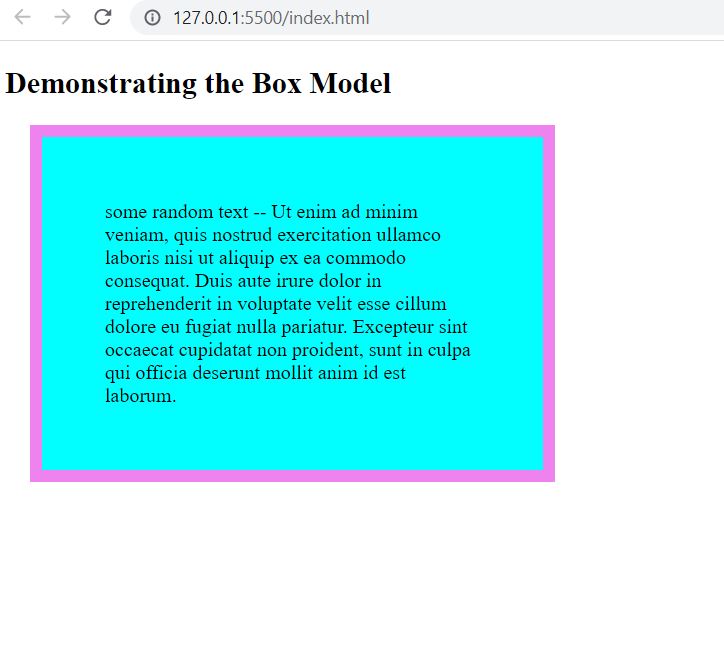 127.0.0.1:5500/index.html
Demonstrating the Box Model
some random text -- Ut enim ad minim
veniam, quis nostrud exercitation ullamco
laboris nisi ut aliquip ex ea commodo
consequat. Duis aute irure dolor in
reprehenderit in voluptate velit esse cillum
dolore eu fugiat nulla pariatur. Excepteur sint
occaecat cupidatat non proident, sunt in culpa
qui officia deserunt mollit anim id est
laborum.